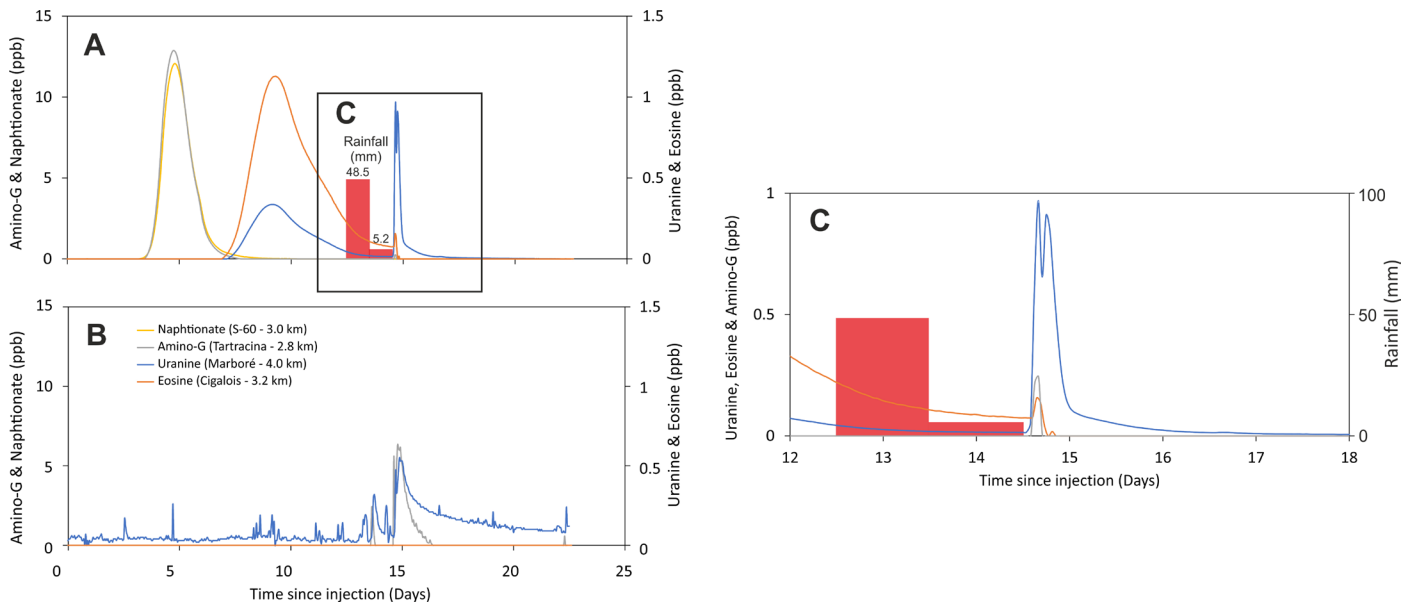 A
Amino-G & Naphtionate (ppb)
15
10
5
0
1.5
1
0.5
0
Uranine & Eosine (ppb)
C
Rainfall
(mm)
48.5
5.2
B
Amino-G & Naphtionate (ppb)
15
10
15
5
0
1.5
1
0.5
0
Uranine & Eosine (ppb)
Naphtionate (S-60 - 3.0 km)
Amino-G (Tartracina - 2.8 km)
Uranine (Marboré - 4.0 km)
Eosine (Cigalois - 3.2 km)
0 5 10 15 20 25
Time since injection (Days)
C
Uranine, Eosine & Amino-G (ppb)
1
0.5
0
100
50
0
Rainfall (mm)
12 13 14 15 16 17 18
Time since injection (Days)